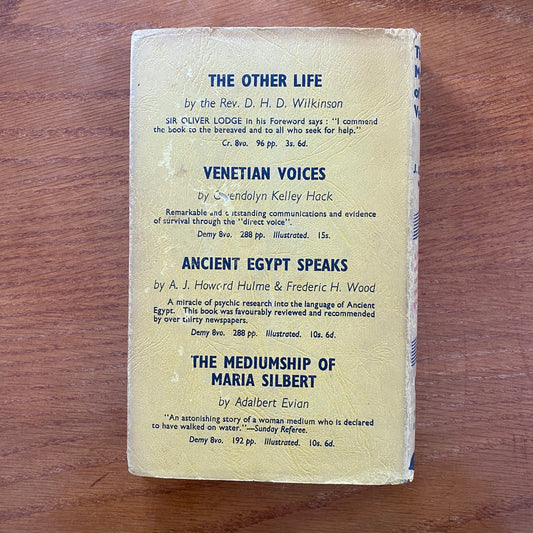 THE OTHER LIFE
by the Rev. D. H. D. Wilkinson
SIR OLIVER LODGE in his Foreword says : "I commend
the book to the bereaved and to all who seek for help."
Cr. 8vo. 96 pp. 3s. 6d.
VENETIAN VOICES
by Gwendolyn Kelley Hack
Remarkable and outstanding communications and evidence
of survival through the "direct voice".
Demy 8vo. 288 pp. Illustrated. 15s.
ANCIENT EGYPT SPEAKS
by A. J. Howard Hulme & Frederic H. Wood
A miracle of psychic research into the language of Ancient
Egypt. This book was favourably reviewed and recommended
by over thirty newspapers.
Demy 8vo. 288 pp. Illustrated. 10s. 6d.
THE MEDIUMSHIP OF
MARIA SILBERT
by Adalbert Evian
"An astonishing story of a woman medium who is declared
to have walked on water."—Sunday Referee.
Demy 8vo. 192 pp. Illustrated. 10s. 6d.